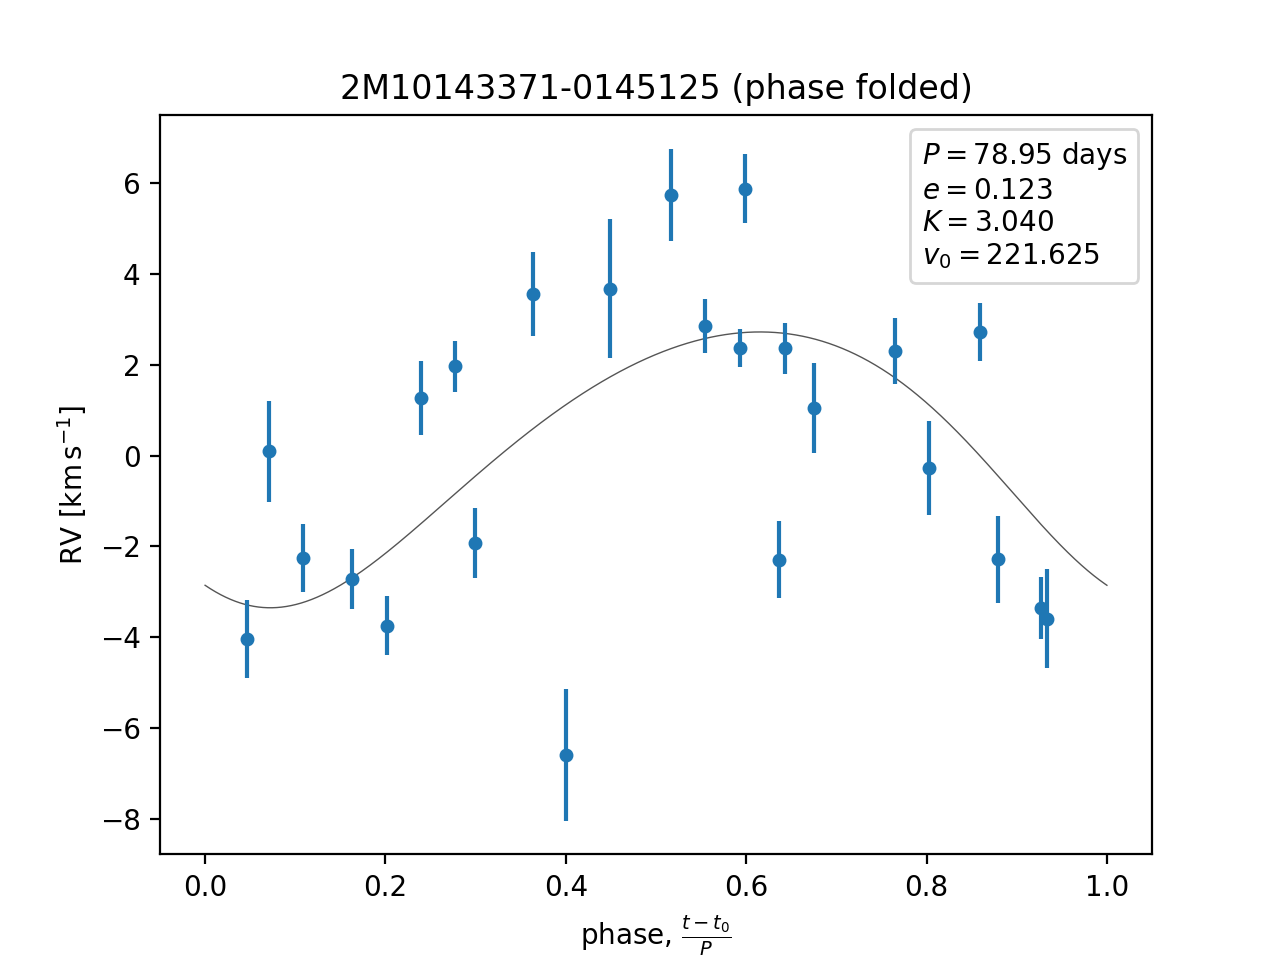 2M10143371-0145125 (phase folded)
P = 78.95 days
e = 0.123
K = 3.040
v₀ = 221.625
6
4
2
0
−2
−4
−6
−8
RV [km s⁻¹]
0.0 0.2 0.4 0.6 0.8 1.0
phase, (t − t₀)/P